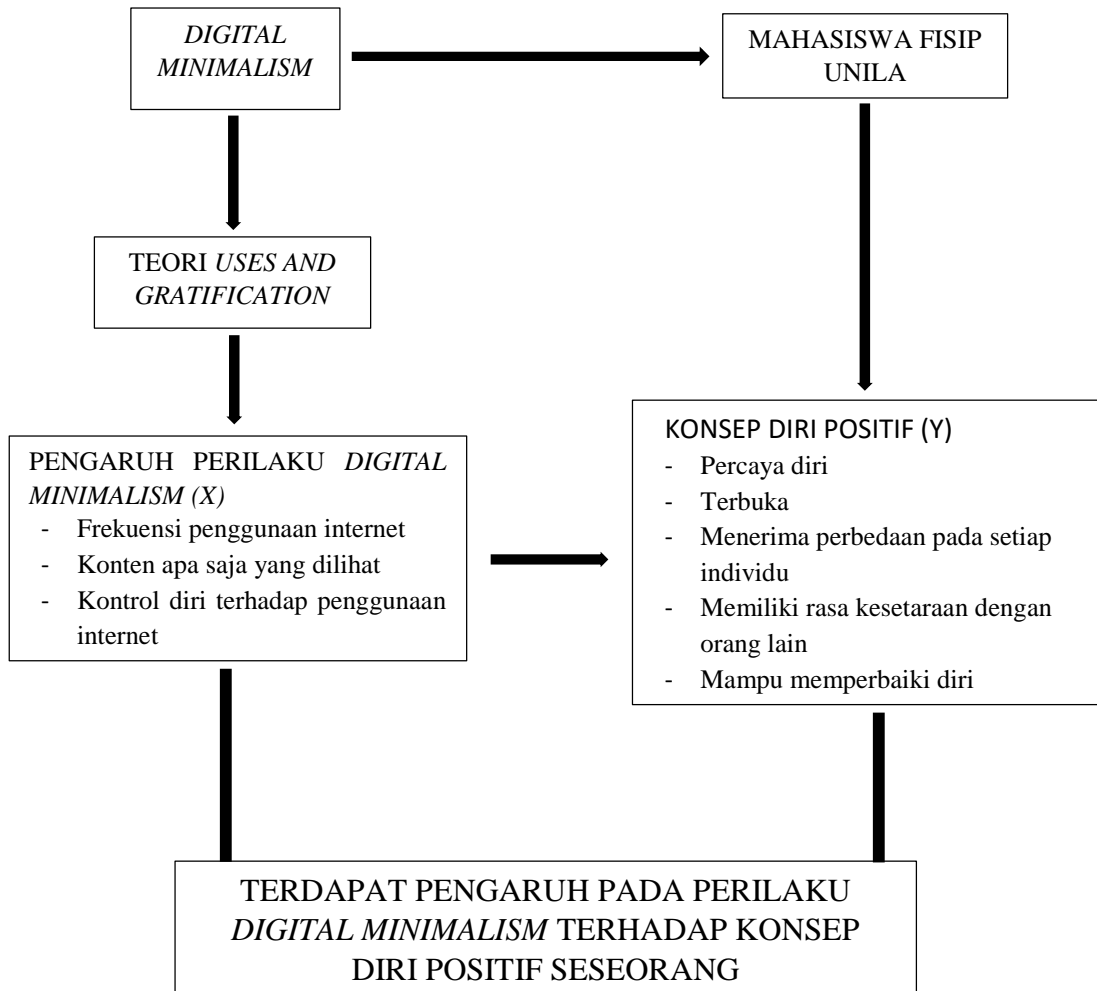 DIGITAL
MINIMALISM
MAHASISWA FISIP
UNILA
TEORI USES AND
GRATIFICATION
PENGARUH PERILAKU DIGITAL
MINIMALISM (X)
- Frekuensi penggunaan internet
- Konten apa saja yang dilihat
- Kontrol diri terhadap penggunaan
internet
KONSEP DIRI POSITIF (Y)
- Percaya diri
- Terbuka
- Menerima perbedaan pada setiap
individu
- Memiliki rasa kesetaraan dengan
orang lain
- Mampu memperbaiki diri
TERDAPAT PENGARUH PADA PERILAKU
DIGITAL MINIMALISM TERHADAP KONSEP
DIRI POSITIF SESEORANG